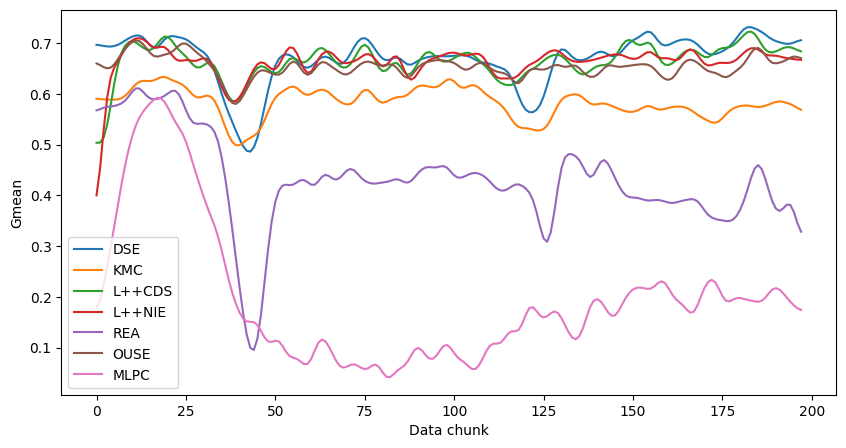 0.7
0.6
0.5
0.4
0.3
0.2
0.1
Gmean
DSE
KMC
L++CDS
L++NIE
REA
OUSE
MLPC
0 25 50 75 100 125 150 175 200
Data chunk